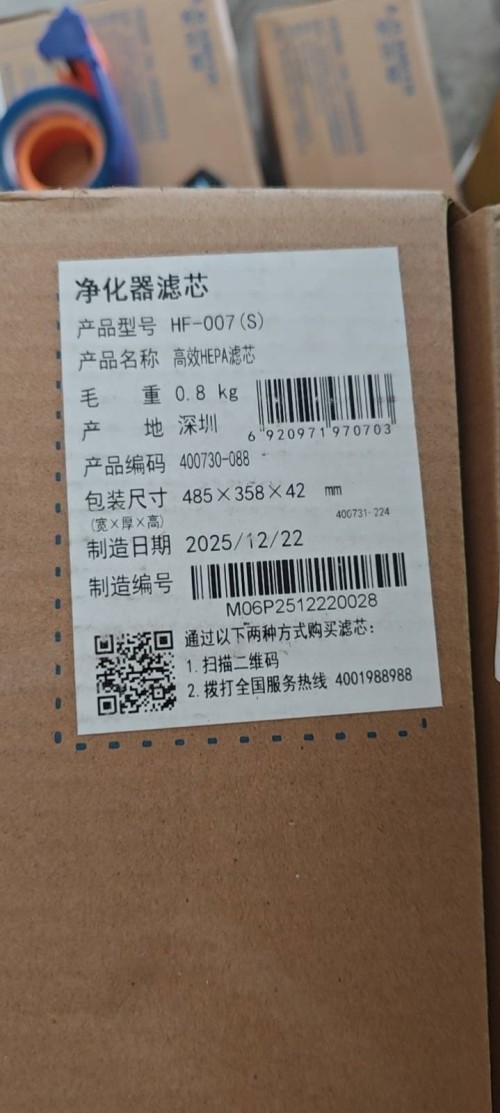 净化器滤芯
产品型号 HF-007(S)
产品名称 高效HEPA滤芯
毛 重 0.8 kg
产 地 深圳
6 920971 970703
产品编码 400730-088
包装尺寸 485×358×42 mm
(宽×厚×高)
400731-224
制造日期 2025/12/22
制造编号
M06P2512220028
通过以下两种方式购买滤芯:
1.扫描二维码
2.拨打全国服务热线 4001988988